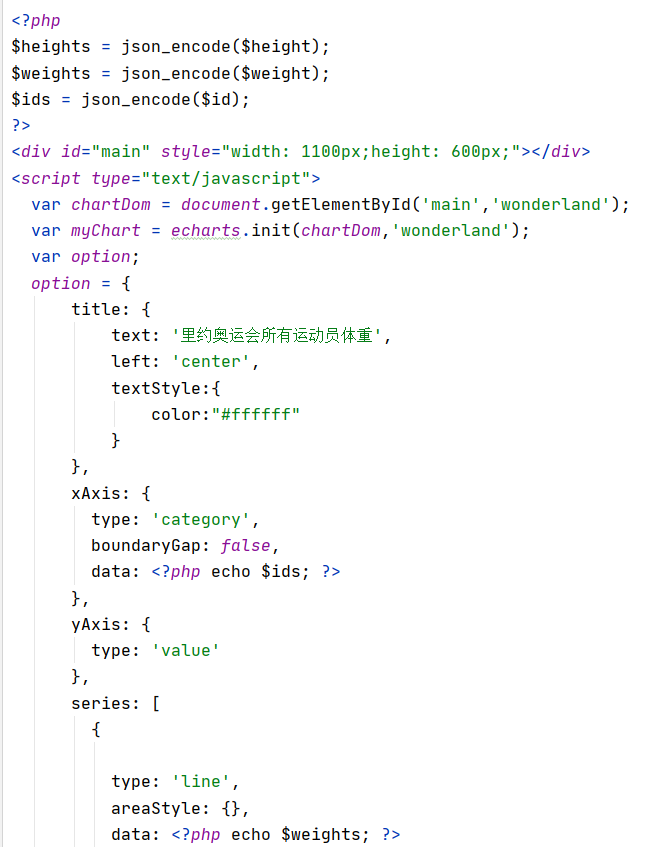 <?php
$heights = json_encode($height);
$weights = json_encode($weight);
$ids = json_encode($id);
?>
<div id="main" style="width: 1100px;height: 600px;"></div>
<script type="text/javascript">
  var chartDom = document.getElementById('main','wonderland');
  var myChart = echarts.init(chartDom,'wonderland');
  var option;
  option = {
      title: {
          text: '里约奥运会所有运动员体重',
          left: 'center',
          textStyle:{
              color:"#ffffff"
          }
      },
      xAxis: {
        type: 'category',
        boundaryGap: false,
        data: <?php echo $ids; ?>
      },
      yAxis: {
        type: 'value'
      },
      series: [
        {
          type: 'line',
          areaStyle: {},
          data: <?php echo $weights; ?>